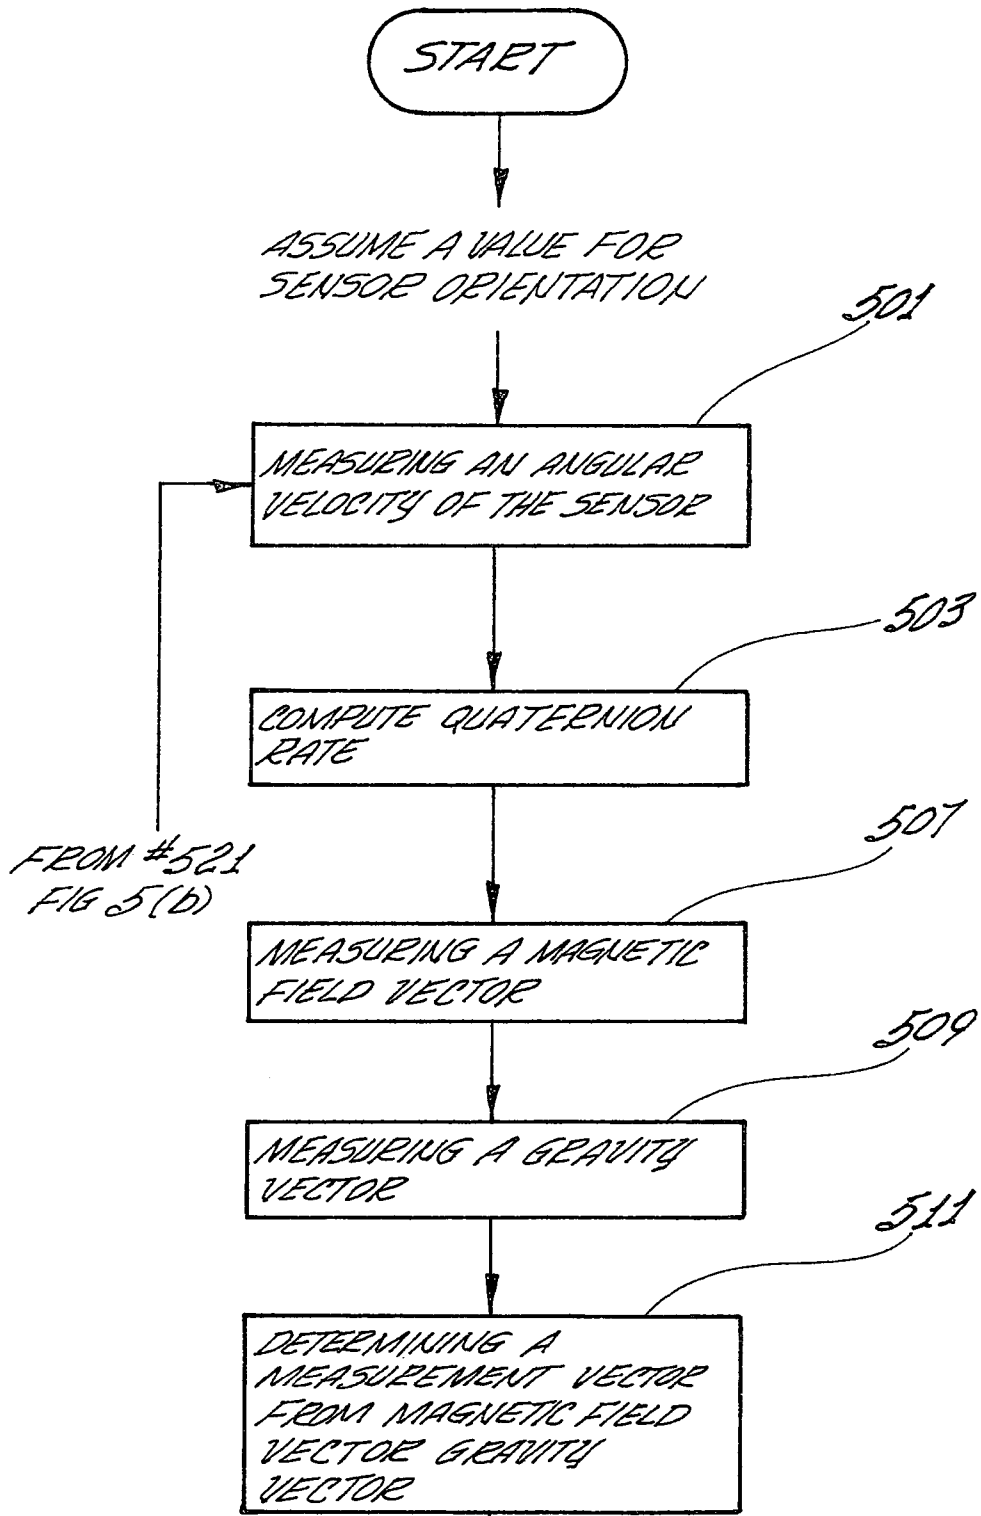 START
ASSUME A VALUE FOR
SENSOR ORIENTATION
501
MEASURING AN ANGULAR
VELOCITY OF THE SENSOR
503
COMPUTE QUATERNION
RATE
507
FROM #521
FIG 5(b)
MEASURING A MAGNETIC
FIELD VECTOR
509
MEASURING A GRAVITY
VECTOR
511
DETERMINING A
MEASUREMENT VECTOR
FROM MAGNETIC FIELD
VECTOR GRAVITY
VECTOR